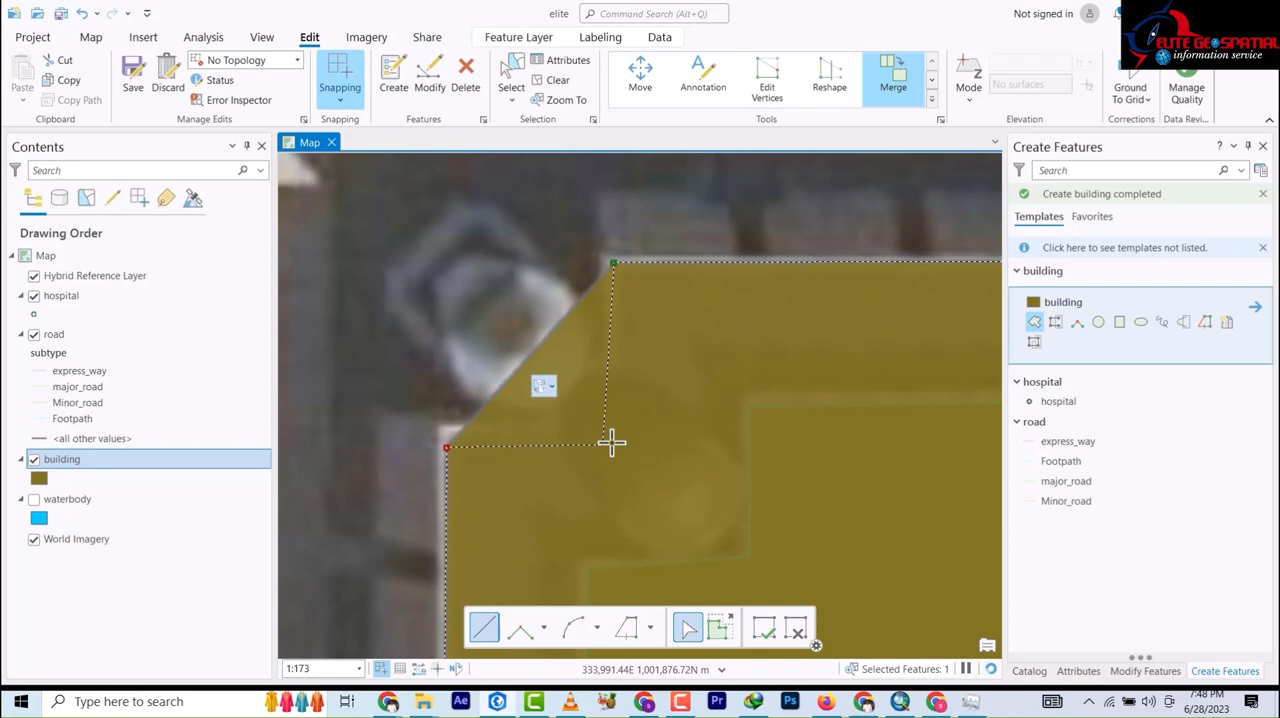 elite
Command Search (Alt+Q)
Not signed in
ELITE GEOSPATIAL
information service
Project
Map
Insert
Analysis
View
Edit
Imagery
Share
Feature Layer
Labeling
Data
Paste
Cut
Copy
Copy Path
Clipboard
Save
Discard
No Topology
Status
Error Inspector
Manage Edits
Snapping
Snapping
Create
Modify
Delete
Features
Select
Attributes
Clear
Zoom To
Selection
Move
Annotation
Edit
Vertices
Reshape
Merge
Tools
Mode
No surfaces
Elevation
Ground
To Grid
Corrections
Manage
Quality
Data Revi...
Contents
Search
Drawing Order
Map
Hybrid Reference Layer
hospital
road
subtype
express_way
major_road
Minor_road
Footpath
<all other values>
building
waterbody
World Imagery
Map
1:173
333,991.44E 1,001,876.72N m
Selected Features: 1
Create Features
Search
Create building completed
Templates
Favorites
Click here to see templates not listed.
building
building
hospital
hospital
road
express_way
Footpath
major_road
Minor_road
Catalog
Attributes
Modify Features
Create Features
Type here to search
7:48 PM
6/28/2023